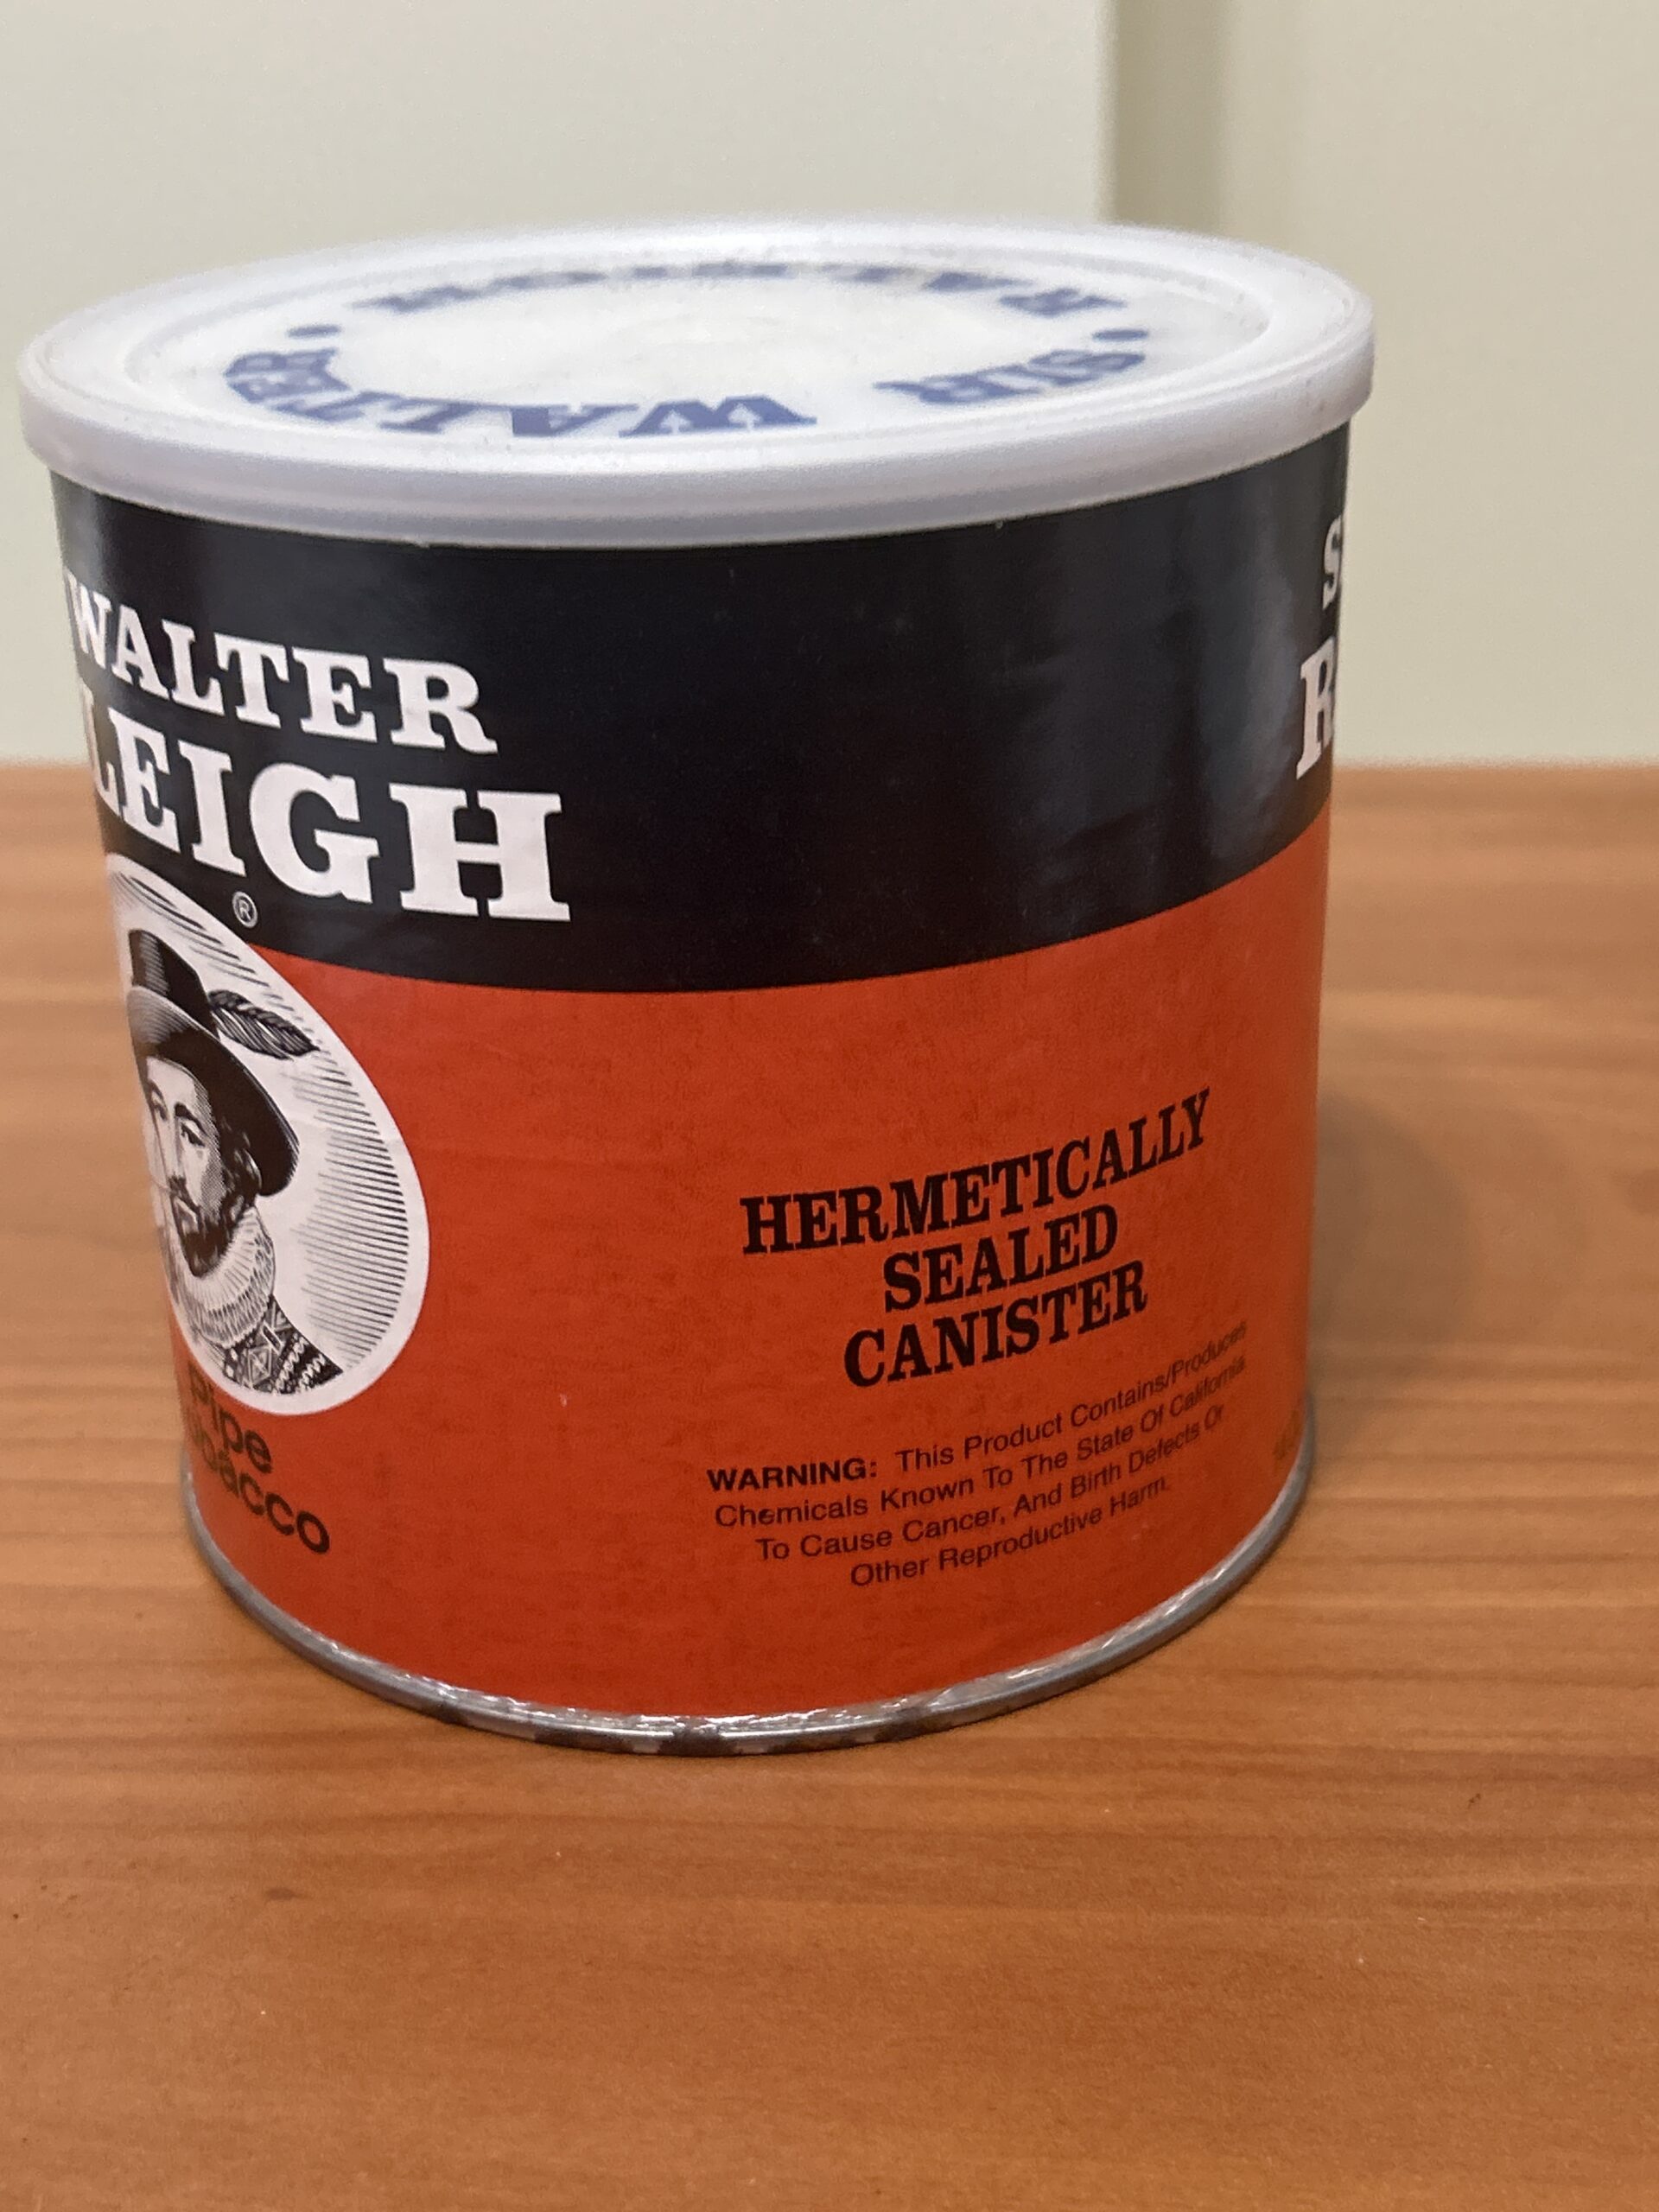 SIR WALTER
RALEIGH
WALTER
LEIGH
®
Pipe
HERMETICALLY
SEALED
CANISTER
WARNING: This Product Contains/Produces
Chemicals Known To The State Of California
To Cause Cancer, And Birth Defects Or
Other Reproductive Harm.